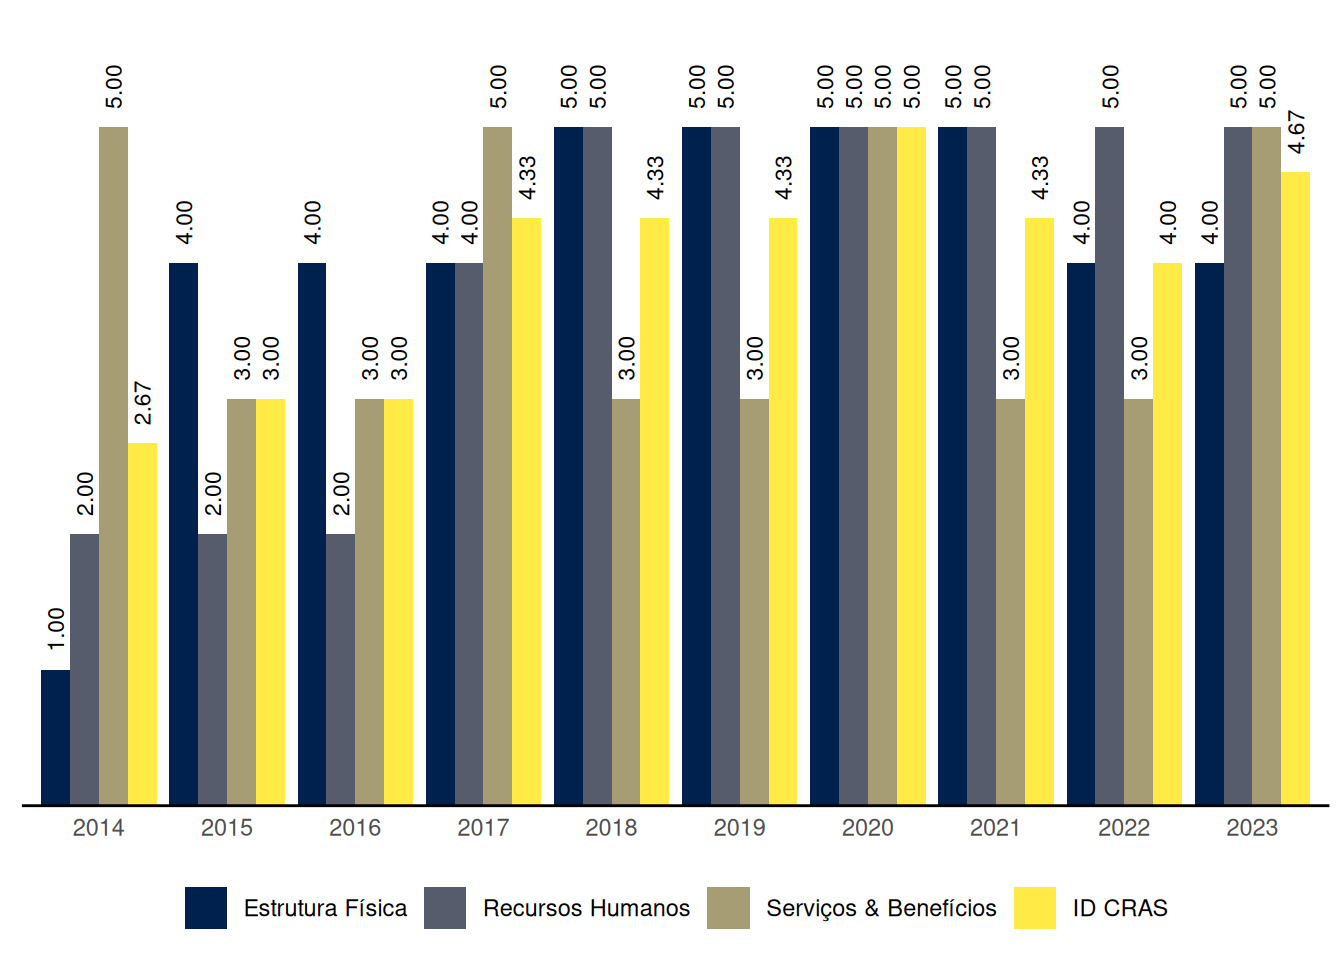 1.00 2.00 5.00 2.67 4.00 2.00 3.00 3.00 4.00 2.00 3.00 3.00 4.00 4.00 5.00 4.33 5.00 5.00 3.00 4.33 5.00 5.00 3.00 4.33 5.00 5.00 5.00 5.00 5.00 5.00 3.00 4.33 4.00 5.00 3.00 4.00 4.00 5.00 5.00 4.67
2014 2015 2016 2017 2018 2019 2020 2021 2022 2023
Estrutura Física Recursos Humanos Serviços & Benefícios ID CRAS